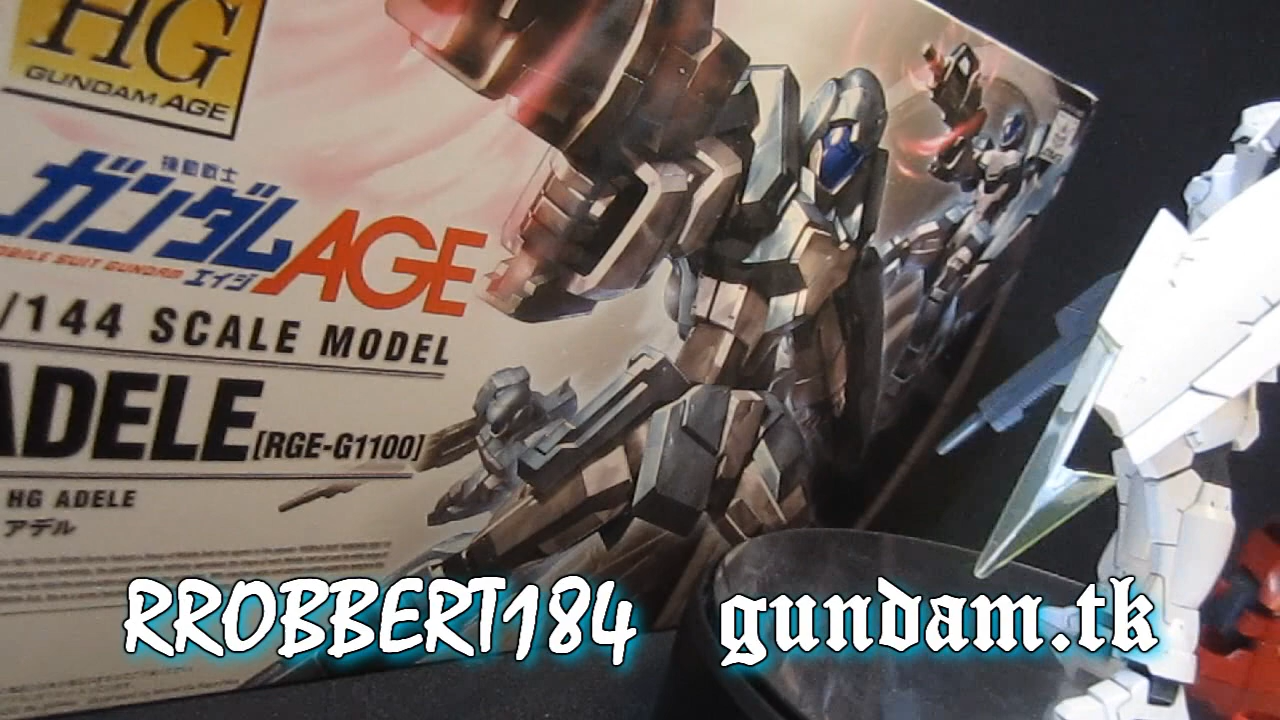 HG
GUNDAM AGE
機動戦士
ガンダム AGE
MOBILE SUIT GUNDAM エイジ
/144 SCALE MODEL
ADELE [RGE-G1100]
HG ADELE
アデル
RROBBERT184 gundam.tk